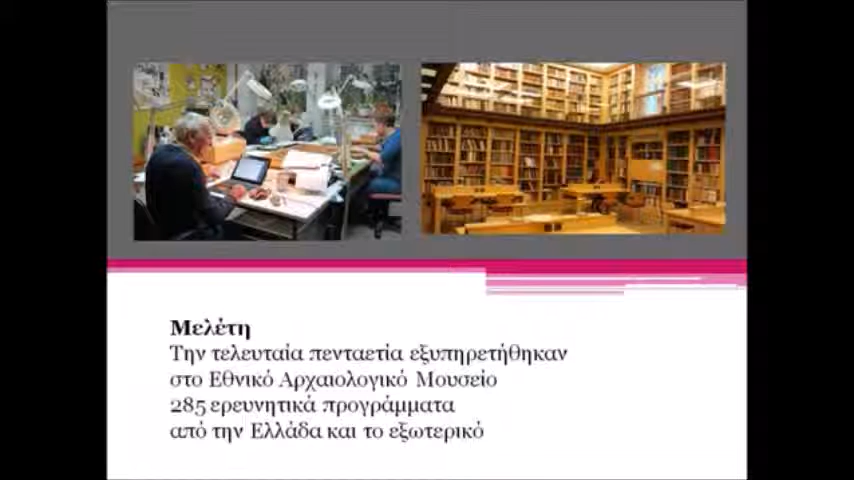 Μελέτη
Την τελευταία πενταετία εξυπηρετήθηκαν
στο Εθνικό Αρχαιολογικό Μουσείο
285 ερευνητικά προγράμματα
από την Ελλάδα και το εξωτερικό